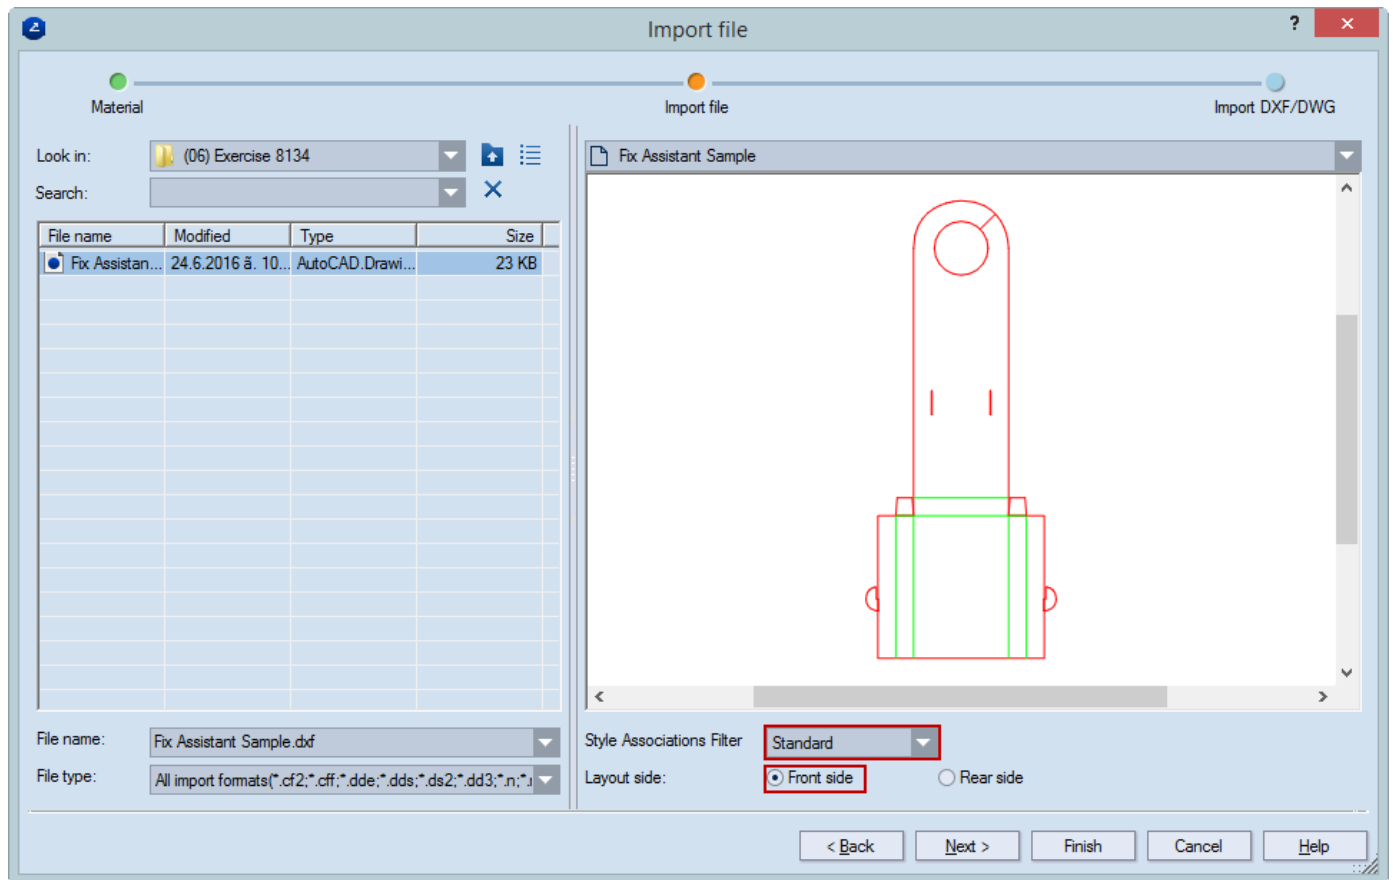 Import file
?
Material
Import file
Import DXF/DWG
Look in:
(06) Exercise 8134
Search:
Fix Assistant Sample
File name Modified Type Size
Fix Assistan... 24.6.2016 ã. 10... AutoCAD.Drawi... 23 KB
File name:
Fix Assistant Sample.dxf
File type:
All import formats(*.cf2;*.cff;*.dde;*.dds;*.ds2;*.dd3;*.n;*.
Style Associations Filter
Standard
Layout side:
Front side
Rear side
< Back
Next >
Finish
Cancel
Help